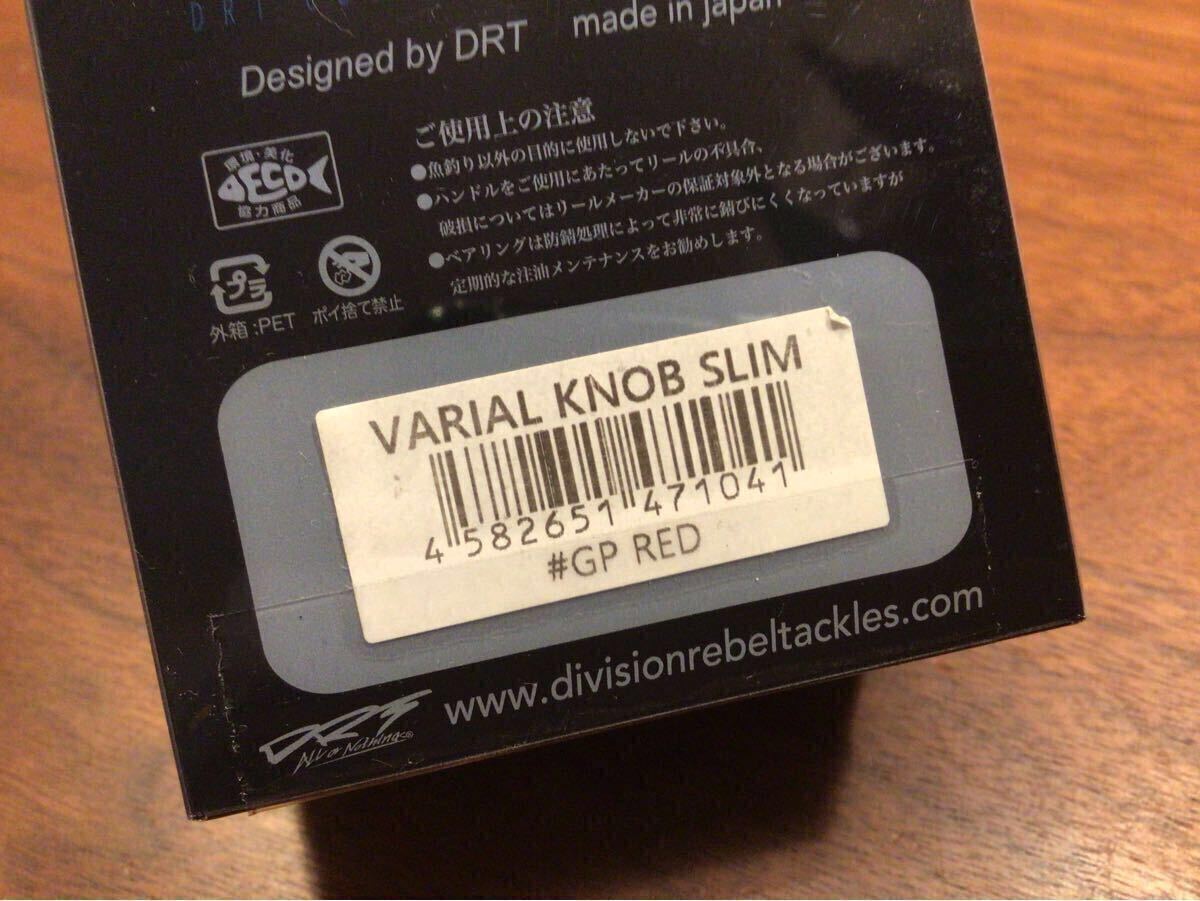 DRT
Designed by DRT made in japan
環境・美化
ECO
協力商品
プラ
外箱:PET ポイ捨て禁止
ご使用上の注意
●魚釣り以外の目的に使用しないで下さい。
●ハンドルをご使用にあたってリールの不具合、
破損についてはリールメーカーの保証対象外となる場合がございます。
●ベアリングは防錆処理によって非常に錆びにくくなっていますが
定期的な注油メンテナンスをお勧めします。
VARIAL KNOB SLIM
4 582651 471041
#GP RED
www.divisionrebeltackles.com
DRT
All or Nothing®